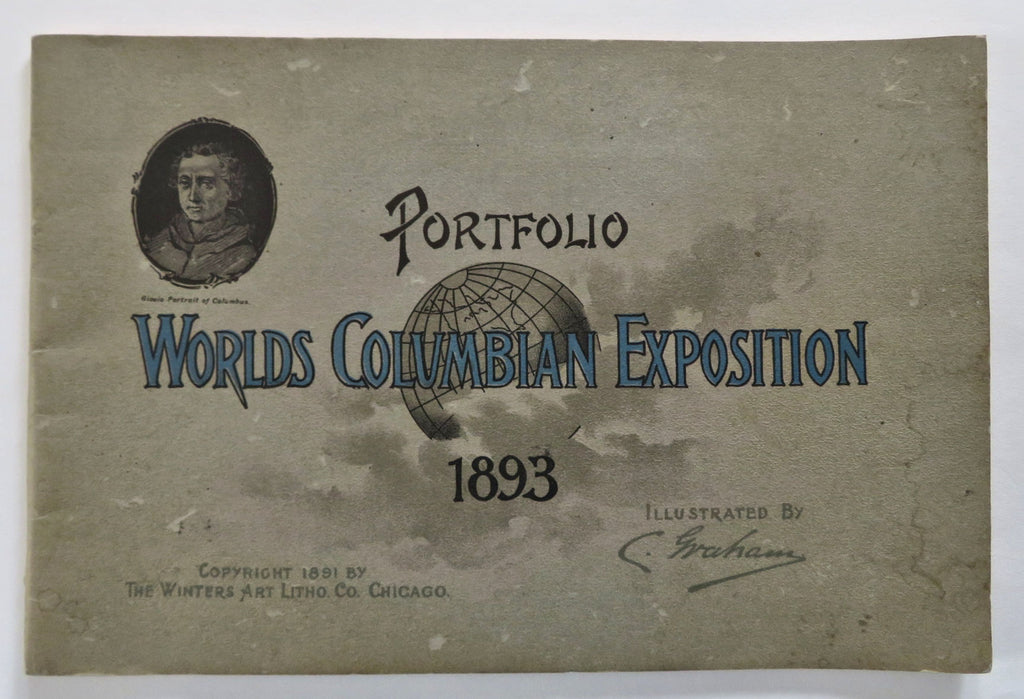 Giovio Portrait of Columbus.
PORTFOLIO
WORLDS COLUMBIAN EXPOSITION
1893
ILLUSTRATED BY
C. Graham
COPYRIGHT 1891 BY
THE WINTERS ART LITHO. CO. CHICAGO.